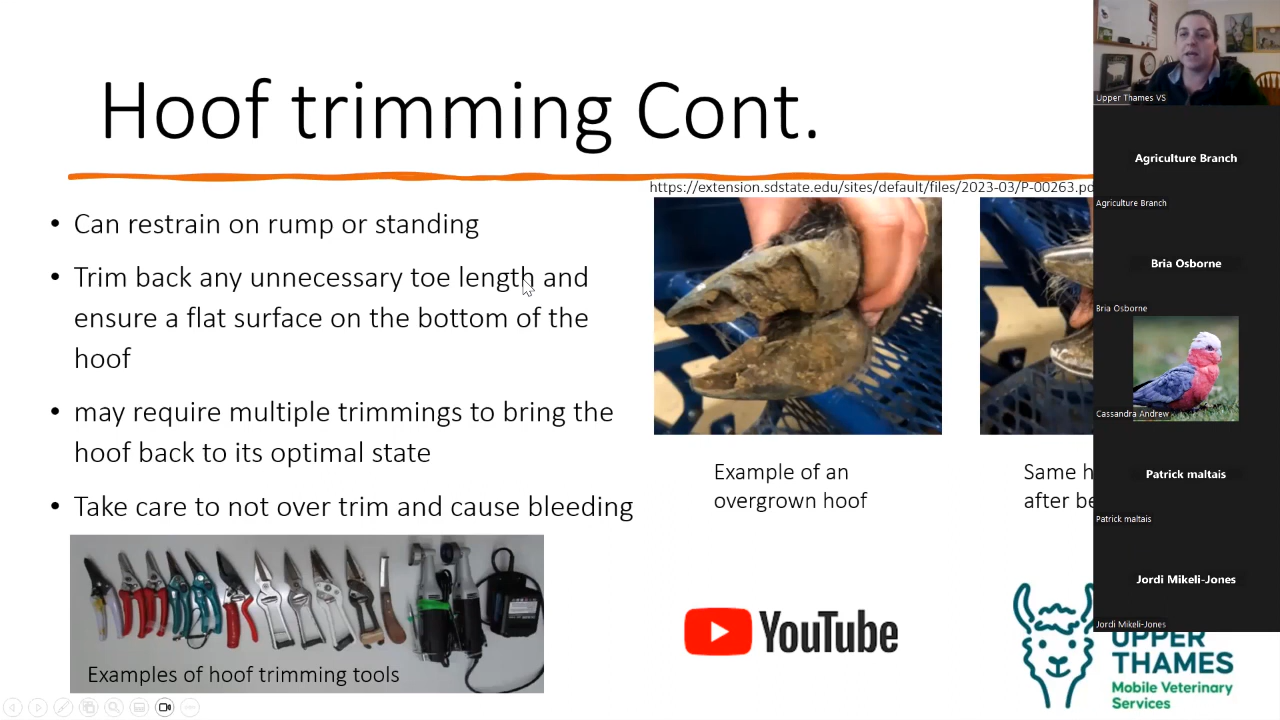 Hoof trimming Cont.
https://extension.sdstate.edu/sites/default/files/2023-03/P-00263.pd
• Can restrain on rump or standing
• Trim back any unnecessary toe length and
ensure a flat surface on the bottom of the
hoof
• may require multiple trimmings to bring the
hoof back to its optimal state
• Take care to not over trim and cause bleeding
Example of an
overgrown hoof
Same h
after be
Examples of hoof trimming tools
YouTube
UPPER
THAMES
Mobile Veterinary
Services
Upper Thames VS
Agriculture Branch
Agriculture Branch
Bria Osborne
Bria Osborne
Cassandra Andrew
Patrick maltais
Patrick maltais
Jordi Mikeli-Jones
Jordi Mikeli-Jones